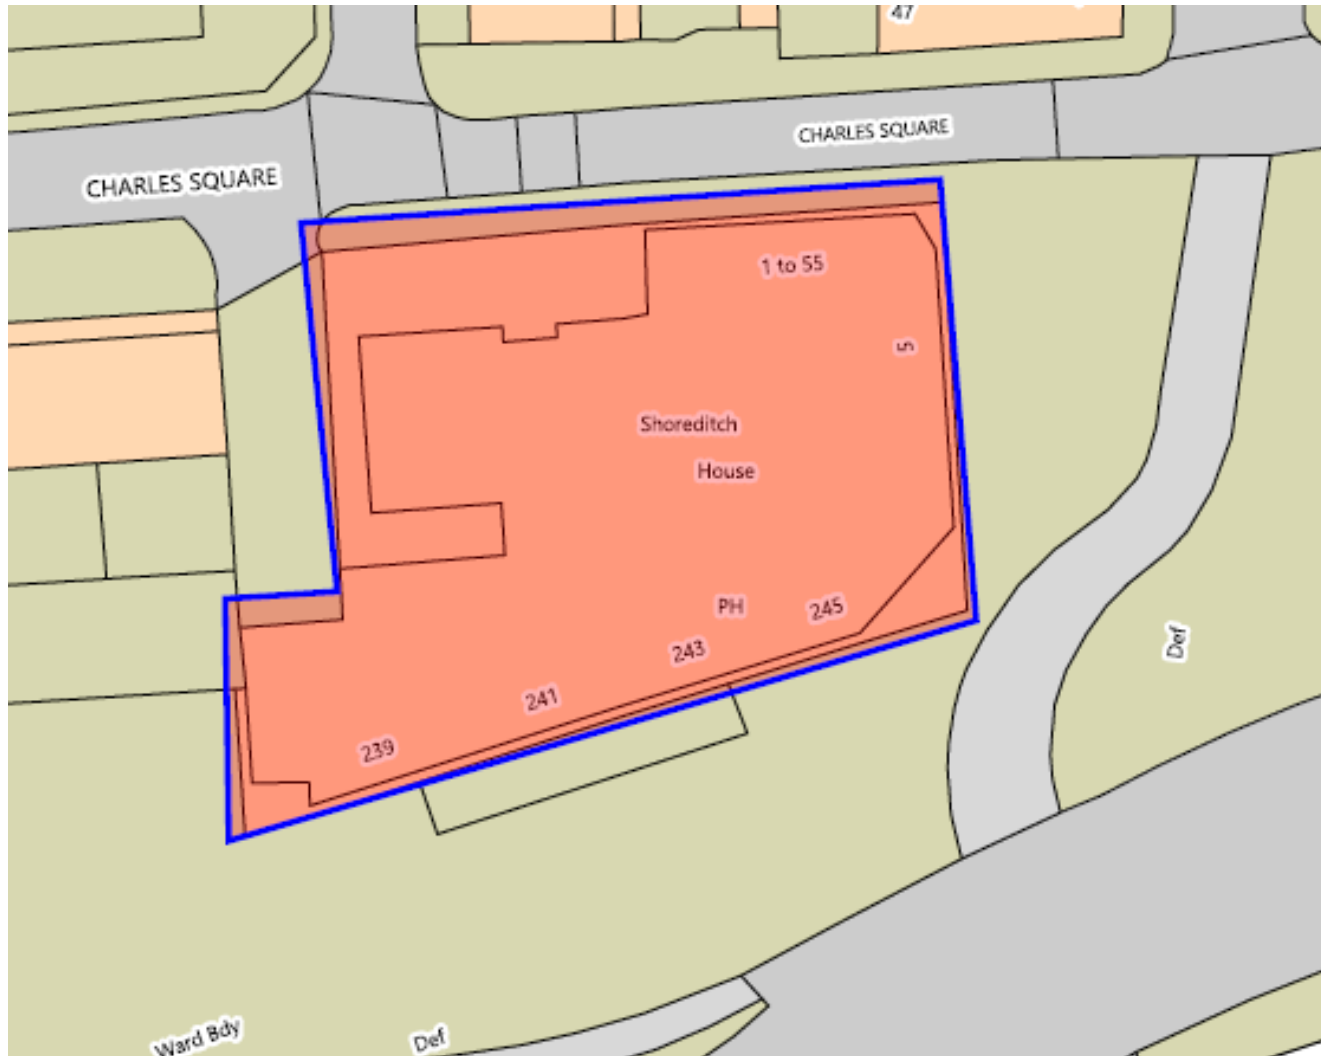 47
CHARLES SQUARE
CHARLES SQUARE
1 to 55
5
Shoreditch
House
PH
245
243
241
239
Def
Ward Bdy
Def